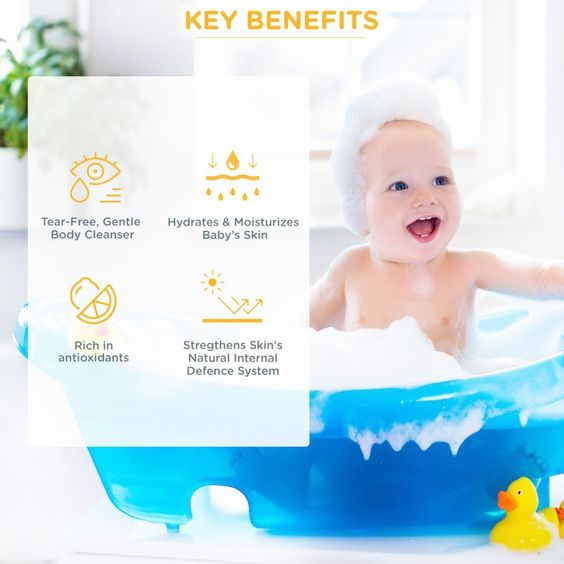 KEY BENEFITS
Tear-Free, Gentle
Body Cleanser
Hydrates & Moisturizes
Baby's Skin
Rich in
antioxidants
Stregthens Skin's
Natural Internal
Defence System